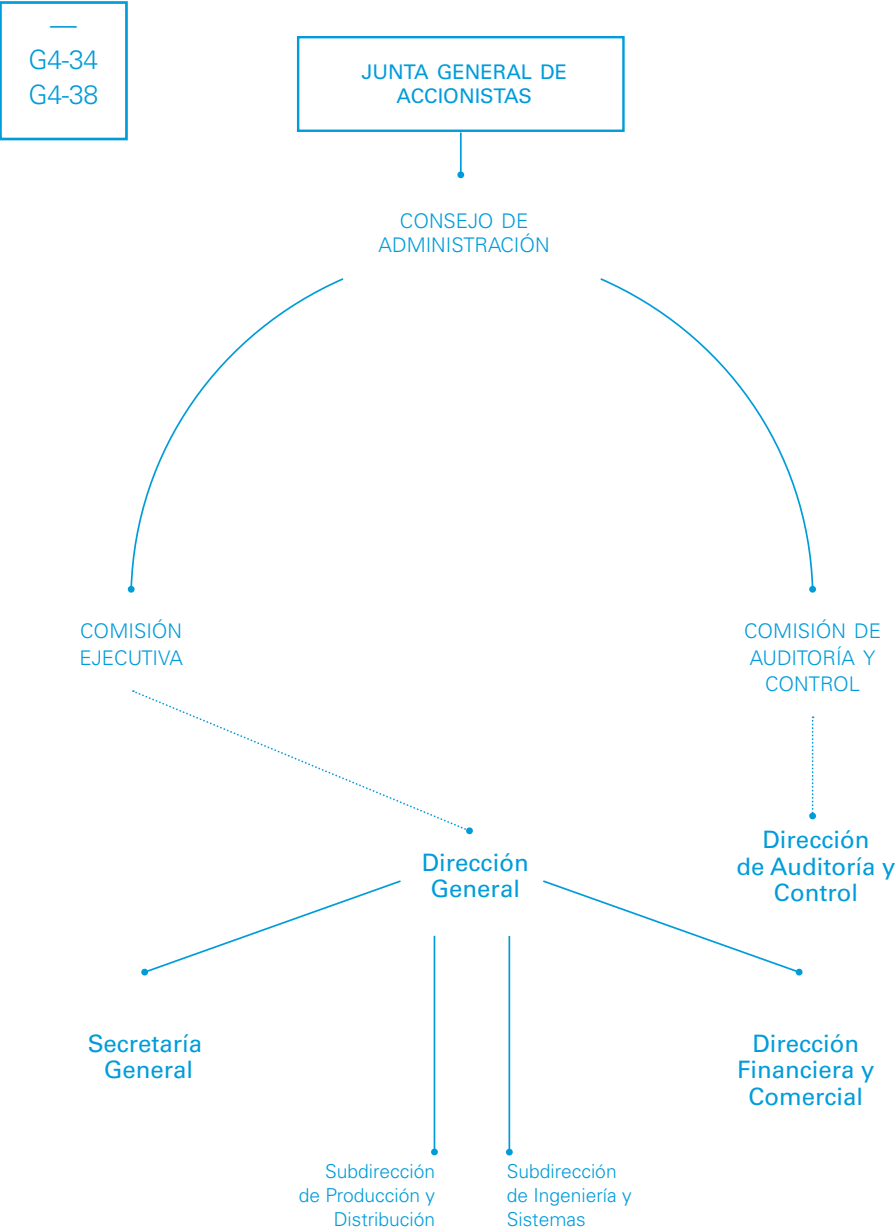 —
G4-34
G4-38
JUNTA GENERAL DE
ACCIONISTAS
CONSEJO DE
ADMINISTRACIÓN
COMISIÓN
EJECUTIVA
COMISIÓN DE
AUDITORÍA Y
CONTROL
Dirección
General
Dirección
de Auditoría y
Control
Secretaría
General
Dirección
Financiera y
Comercial
Subdirección
de Producción y
Distribución
Subdirección
de Ingeniería y
Sistemas